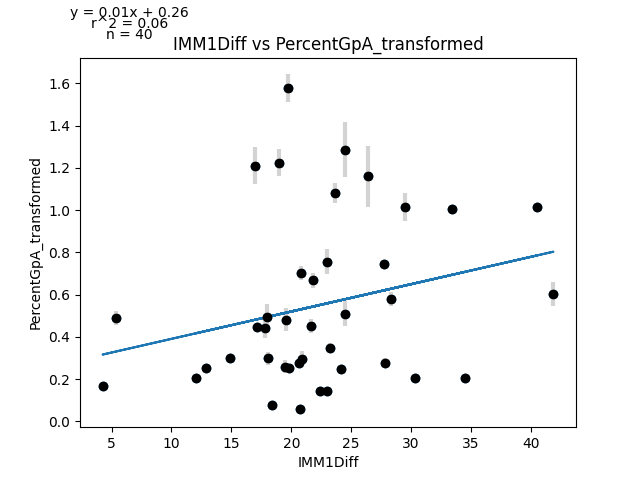 y = 0.01x + 0.26
r^2 = 0.06
n = 40
IMM1Diff vs PercentGpA_transformed
PercentGpA_transformed
1.6
1.4
1.2
1.0
0.8
0.6
0.4
0.2
0.0
5 10 15 20 25 30 35 40
IMM1Diff